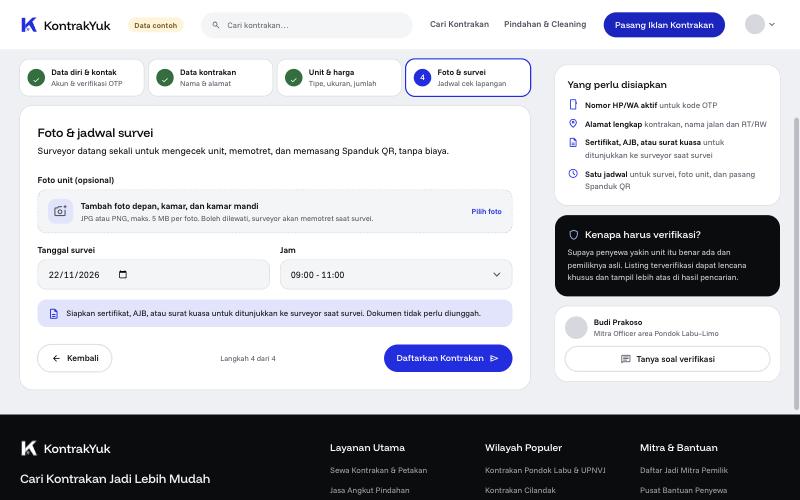 KontrakYuk
Data contoh
Cari kontrakan...
Cari Kontrakan
Pindahan & Cleaning
Pasang Iklan Kontrakan
Data diri & kontak
Akun & verifikasi OTP
Data kontrakan
Nama & alamat
Unit & harga
Tipe, ukuran, jumlah
4
Foto & survei
Jadwal cek lapangan
Foto & jadwal survei
Surveyor datang sekali untuk mengecek unit, memotret, dan memasang Spanduk QR, tanpa biaya.
Foto unit (opsional)
Tambah foto depan, kamar, dan kamar mandi
JPG atau PNG, maks. 5 MB per foto. Boleh dilewati, surveyor akan memotret saat survei.
Pilih foto
Tanggal survei
Jam
22/11/2026
09:00 - 11:00
Siapkan sertifikat, AJB, atau surat kuasa untuk ditunjukkan ke surveyor saat survei. Dokumen tidak perlu diunggah.
Kembali
Langkah 4 dari 4
Daftarkan Kontrakan
Yang perlu disiapkan
Nomor HP/WA aktif untuk kode OTP
Alamat lengkap kontrakan, nama jalan dan RT/RW
Sertifikat, AJB, atau surat kuasa untuk
ditunjukkan ke surveyor saat survei
Satu jadwal untuk survei, foto unit, dan pasang
Spanduk QR
Kenapa harus verifikasi?
Supaya penyewa yakin unit itu benar ada dan
pemiliknya asli. Listing terverifikasi dapat lencana
khusus dan tampil lebih atas di hasil pencarian.
Budi Prakoso
Mitra Officer area Pondok Labu–Limo
Tanya soal verifikasi
KontrakYuk
Cari Kontrakan Jadi Lebih Mudah
Layanan Utama
Sewa Kontrakan & Petakan
Jasa Angkut Pindahan
Wilayah Populer
Kontrakan Pondok Labu & UPNVJ
Kontrakan Cilandak
Mitra & Bantuan
Daftar Jadi Mitra Pemilik
Pusat Bantuan Penyewa